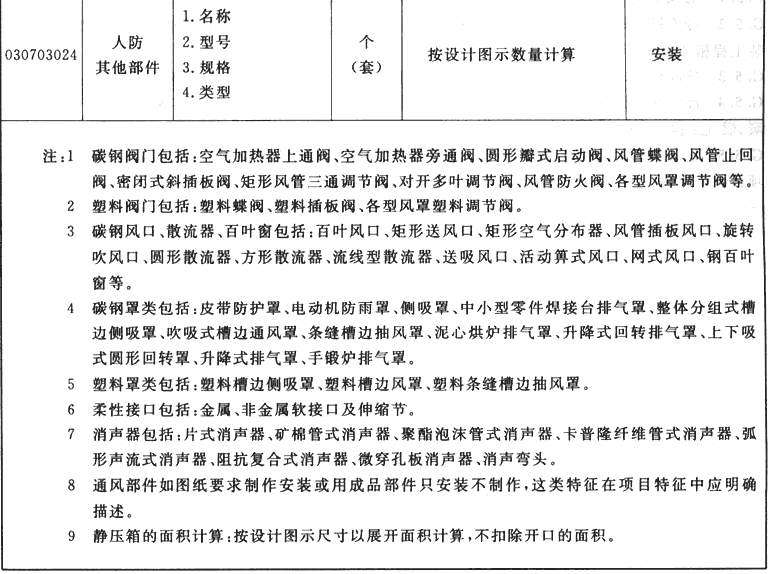 030703024
人防
其他部件
1.名称
2.型号
3.规格
4.类型
个
(套)
按设计图示数量计算
安装
注:1 碳钢阀门包括:空气加热器上通阀、空气加热器旁通阀、圆形瓣式启动阀、风管蝶阀、风管止回
阀、密闭式斜插板阀、矩形风管三通调节阀、对开多叶调节阀、风管防火阀、各型风罩调节阀等。
2 塑料阀门包括:塑料蝶阀、塑料插板阀、各型风罩塑料调节阀。
3 碳钢风口、散流器、百叶窗包括:百叶风口、矩形送风口、矩形空气分布器、风管插板风口、旋转
吹风口、圆形散流器、方形散流器、流线型散流器、送吸风口、活动箅式风口、网式风口、钢百叶
窗等。
4 碳钢罩类包括:皮带防护罩、电动机防雨罩、侧吸罩、中小型零件焊接台排气罩、整体分组式槽
边侧吸罩、吹吸式槽边通风罩、条缝槽边抽风罩、泥心烘炉排气罩、升降式回转排气罩、上下吸
式圆形回转罩、升降式排气罩、手锻炉排气罩。
5 塑料罩类包括:塑料槽边侧吸罩、塑料槽边风罩、塑料条缝槽边抽风罩。
6 柔性接口包括:金属、非金属软接口及伸缩节。
7 消声器包括:片式消声器、矿棉管式消声器、聚酯泡沫管式消声器、卡普隆纤维管式消声器、弧
形声流式消声器、阻抗复合式消声器、微穿孔板消声器、消声弯头。
8 通风部件如图纸要求制作安装或用成品部件只安装不制作,这类特征在项目特征中应明确
描述。
9 静压箱的面积计算:按设计图示尺寸以展开面积计算,不扣除开口的面积。